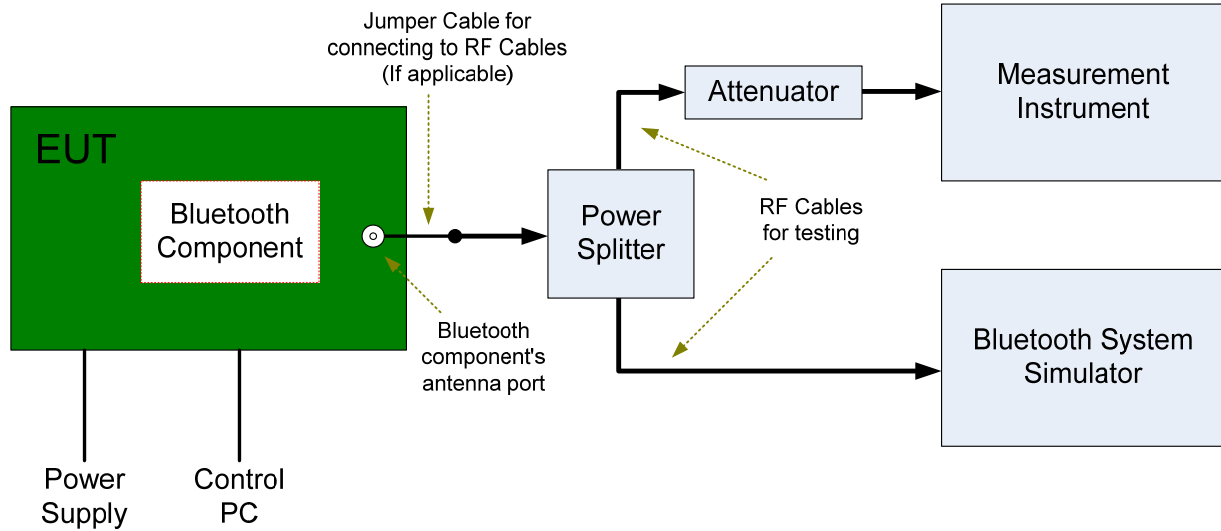 Jumper Cable for
connecting to RF Cables
(If applicable)
EUT
Bluetooth
Component
Power
Splitter
Attenuator
Measurement
Instrument
RF Cables
for testing
Bluetooth
component's
antenna port
Bluetooth System
Simulator
Power
Supply
Control
PC